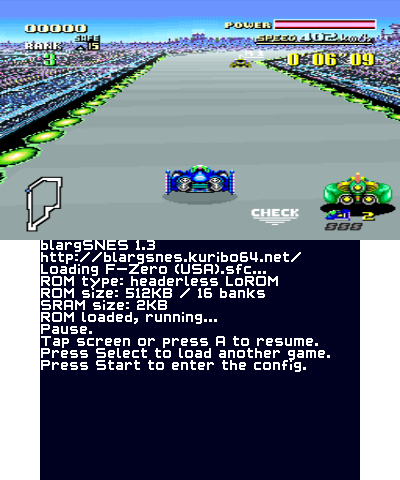 00000
POWER
SAFE
RANK 15
3
SPEED 402 km/h
0'06"09
CHECK
2
888
blargSNES 1.3
http://blargsnes.kuribo64.net/
Loading F-Zero (USA).sfc...
ROM type: headerless LoROM
ROM size: 512KB / 16 banks
SRAM size: 2KB
ROM loaded, running...
Pause.
Tap screen or press A to resume.
Press Select to load another game.
Press Start to enter the config.